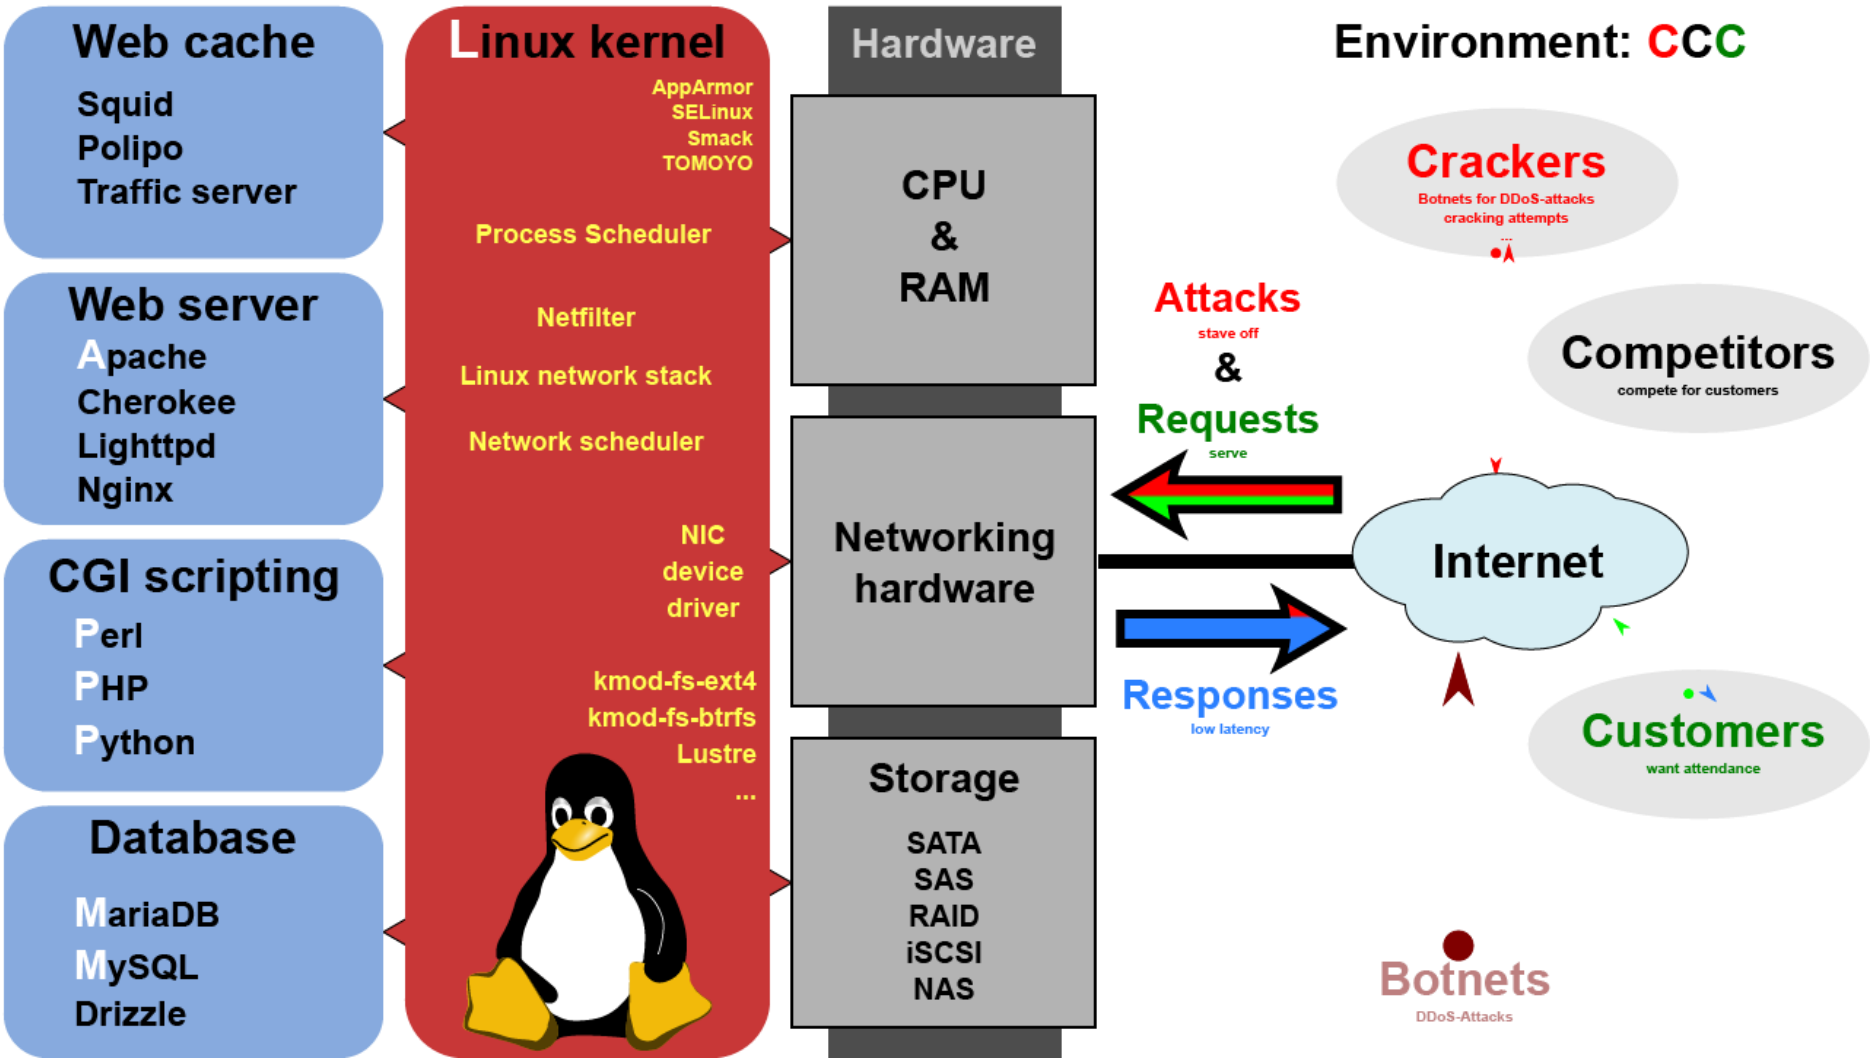 Web cache
Squid
Polipo
Traffic server
Web server
Apache
Cherokee
Lighttpd
Nginx
CGI scripting
Perl
PHP
Python
Database
MariaDB
MySQL
Drizzle
Linux kernel
AppArmor
SELinux
Smack
TOMOYO
Process Scheduler
Netfilter
Linux network stack
Network scheduler
NIC
device
driver
kmod-fs-ext4
kmod-fs-btrfs
Lustre
...
Hardware
CPU
&
RAM
Networking
hardware
Storage
SATA
SAS
RAID
iSCSI
NAS
Environment: CCC
Crackers
Botnets for DDoS-attacks
cracking attempts
...
Attacks
stave off
&
Requests
serve
Competitors
compete for customers
Internet
Responses
low latency
Customers
want attendance
Botnets
DDoS-Attacks